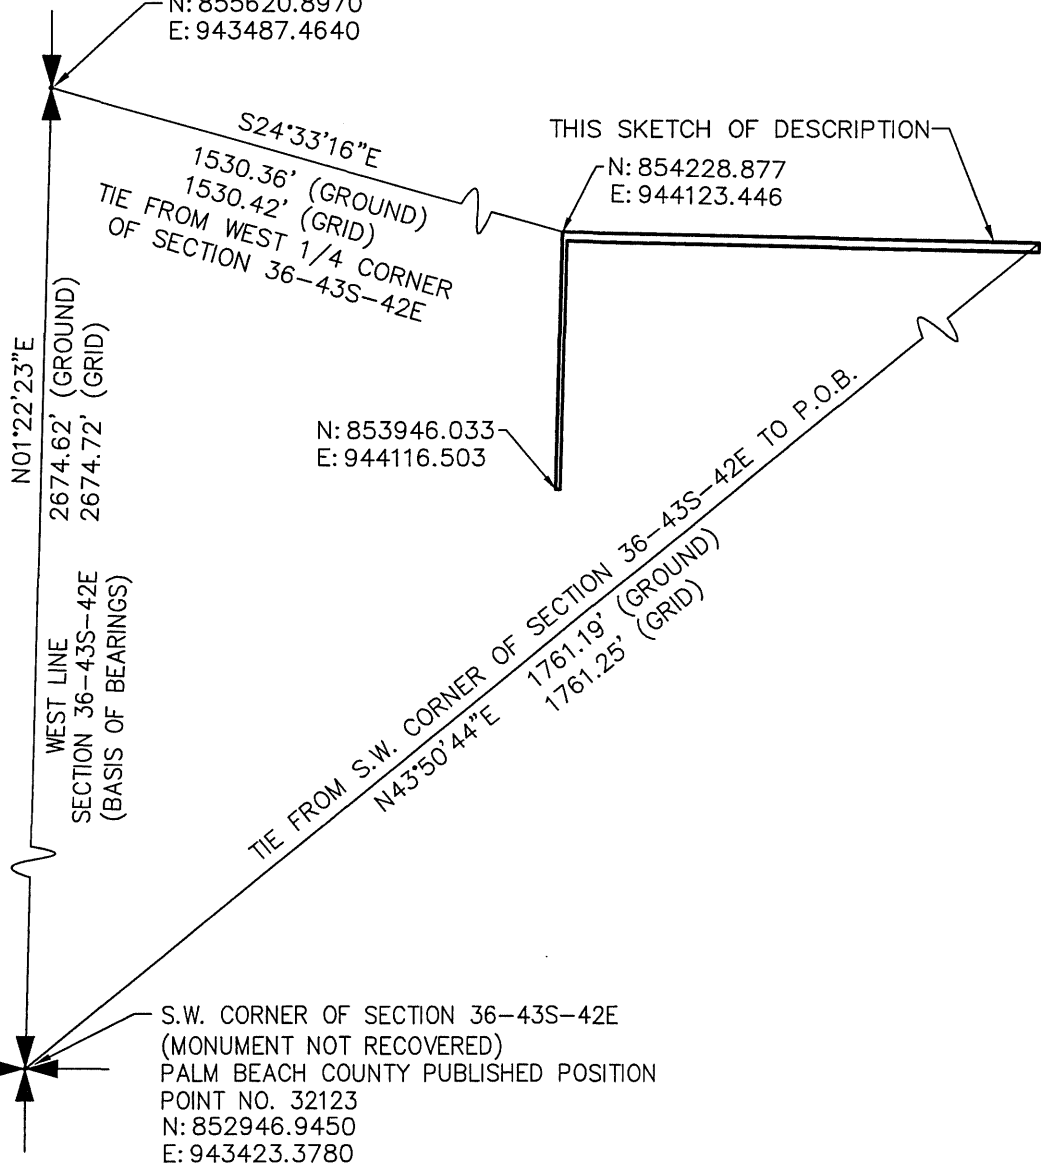 N: 855620.8970
E: 943487.4640
S24°33'16"E
1530.36' (GROUND)
1530.42' (GRID)
TIE FROM WEST 1/4 CORNER
OF SECTION 36-43S-42E
THIS SKETCH OF DESCRIPTION
N: 854228.877
E: 944123.446
N01°22'23"E
2674.62' (GROUND)
2674.72' (GRID)
WEST LINE
SECTION 36-43S-42E
(BASIS OF BEARINGS)
N: 853946.033
E: 944116.503
TIE FROM S.W. CORNER OF SECTION 36-43S-42E TO P.O.B.
N43°50'44"E
1761.19' (GROUND)
1761.25' (GRID)
S.W. CORNER OF SECTION 36-43S-42E
(MONUMENT NOT RECOVERED)
PALM BEACH COUNTY PUBLISHED POSITION
POINT NO. 32123
N: 852946.9450
E: 943423.3780